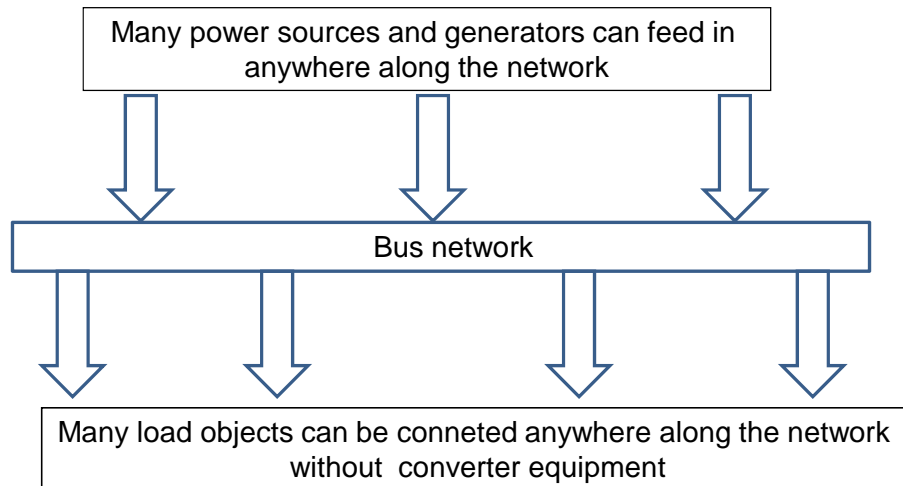 Many power sources and generators can feed in
anywhere along the network
Bus network
Many load objects can be conneted anywhere along the network
without  converter equipment